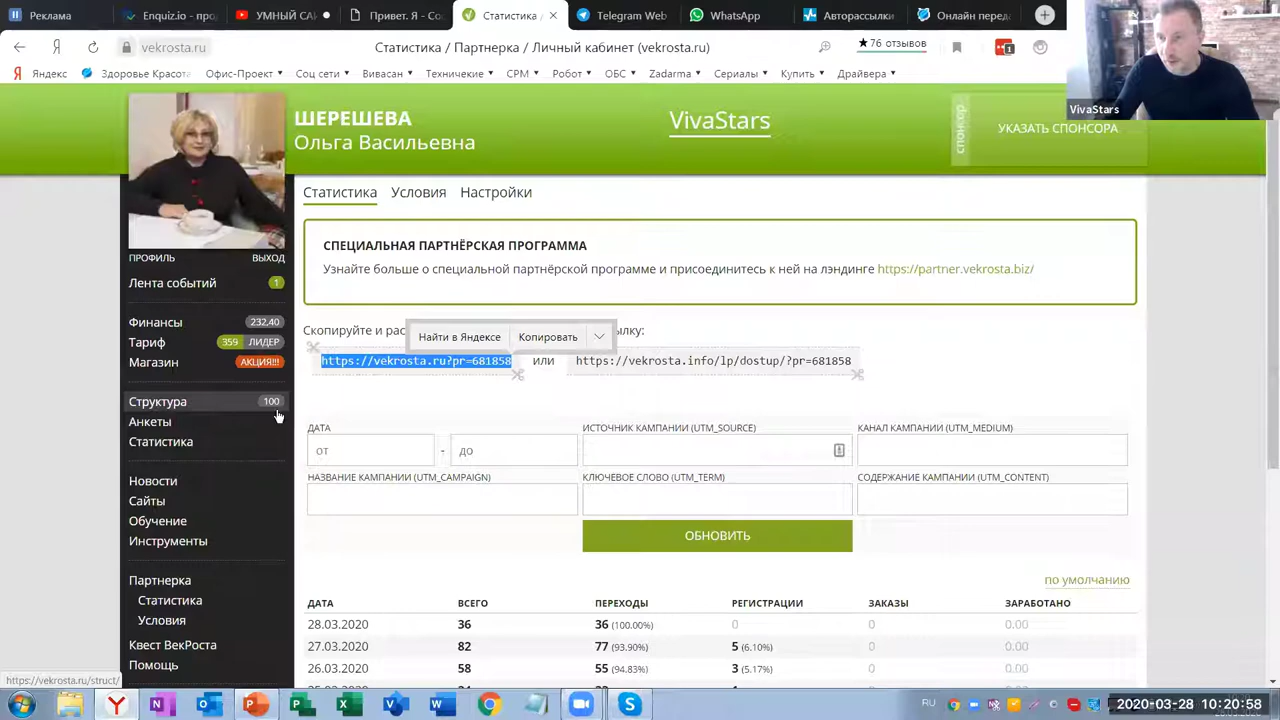 Реклама
Enquiz.io - про
УМНЫЙ СА
Привет. Я - Со
Статистика /
Telegram Web
WhatsApp
Авторассылки
Онлайн перед
vekrosta.ru
Статистика / Партнерка / Личный кабинет (vekrosta.ru)
★76 отзывов
1
Яндекс
Здоровье Красота
Офис-Проект
Соц сети
Вивасан
Техничекие
СРМ
Робот
ОБС
Zadarma
Сериалы
Купить
Драйвера
VivaStars
ШЕРЕШЕВА
Ольга Васильевна
VivaStars
спонсор
УКАЗАТЬ СПОНСОРА
ПРОФИЛЬ
ВЫХОД
Лента событий 1
Финансы 232,40
Тариф 359 ЛИДЕР
Магазин АКЦИЯ!!!
Структура 100
Анкеты
Статистика
Новости
Сайты
Обучение
Инструменты
Партнерка
Статистика
Условия
Квест ВекРоста
Помощь
Статистика Условия Настройки
СПЕЦИАЛЬНАЯ ПАРТНЁРСКАЯ ПРОГРАММА
Узнайте больше о специальной партнёрской программе и присоединитесь к ней на лэндинге https://partner.vekrosta.biz/
Скопируйте и рас
ылку:
Найти в Яндексе Копировать
https://vekrosta.ru?pr=681858 или https://vekrosta.info/lp/dostup/?pr=681858
ДАТА ИСТОЧНИК КАМПАНИИ (UTM_SOURCE) КАНАЛ КАМПАНИИ (UTM_MEDIUM)
от - до
НАЗВАНИЕ КАМПАНИИ (UTM_CAMPAIGN) КЛЮЧЕВОЕ СЛОВО (UTM_TERM) СОДЕРЖАНИЕ КАМПАНИИ (UTM_CONTENT)
ОБНОВИТЬ
по умолчанию
ДАТА ВСЕГО ПЕРЕХОДЫ РЕГИСТРАЦИИ ЗАКАЗЫ ЗАРАБОТАНО
28.03.2020 36 36 (100.00%) 0 0 0.00
27.03.2020 82 77 (93.90%) 5 (6.10%) 0 0.00
26.03.2020 58 55 (94.83%) 3 (5.17%) 0 0.00
https://vekrosta.ru/struct/
RU
2020-03-28 10:20:58